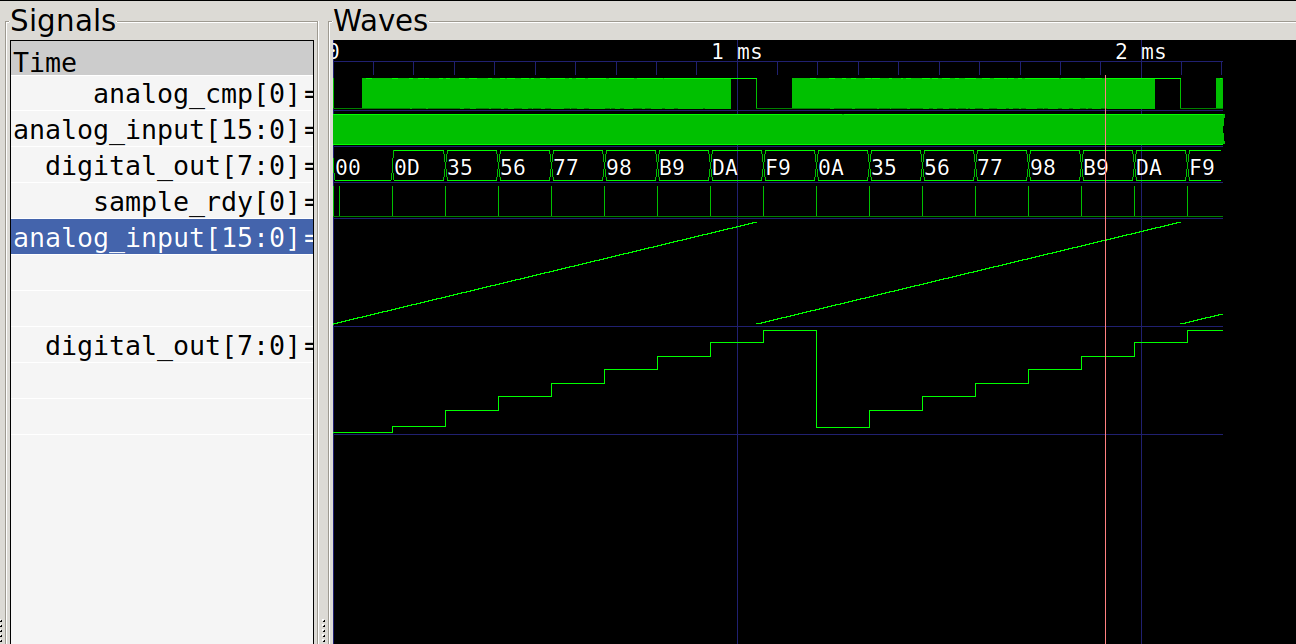 Signals
Waves
Time
0
1 ms
2 ms
analog_cmp[0]=
analog_input[15:0]=
digital_out[7:0]=
00 0D 35 56 77 98 B9 DA F9 0A 35 56 77 98 B9 DA F9
sample_rdy[0]=
analog_input[15:0]=
digital_out[7:0]=